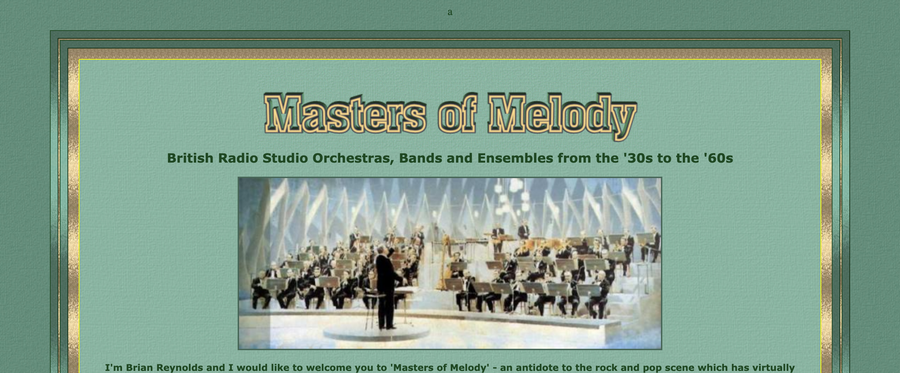 a
Masters of Melody
British Radio Studio Orchestras, Bands and Ensembles from the '30s to the '60s
I'm Brian Reynolds and I would like to welcome you to 'Masters of Melody' - an antidote to the rock and pop scene which has virtually